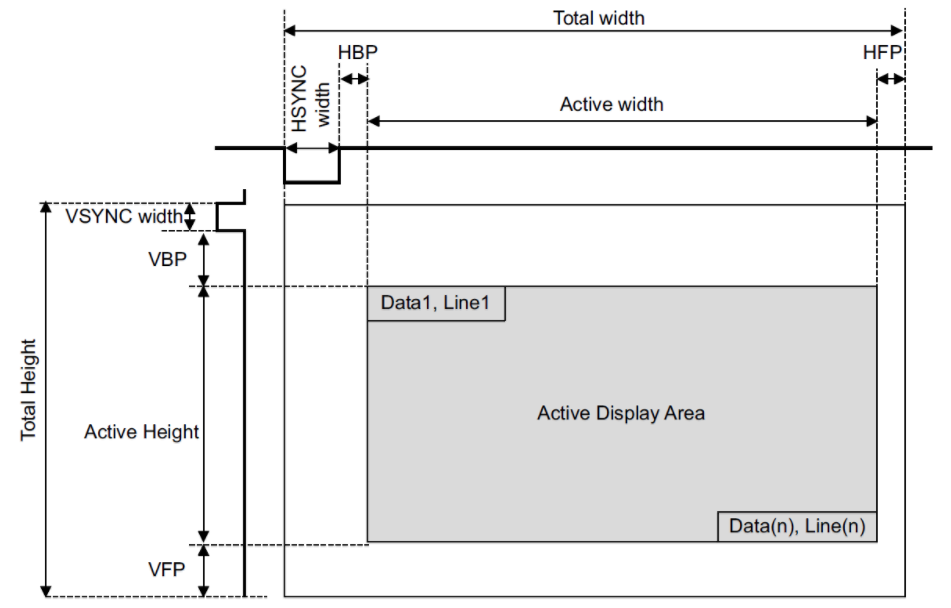 Total width
HBP
HFP
HSYNC
width
Active width
VSYNC width
VBP
Data1, Line1
Total Height
Active Height
Active Display Area
Data(n), Line(n)
VFP